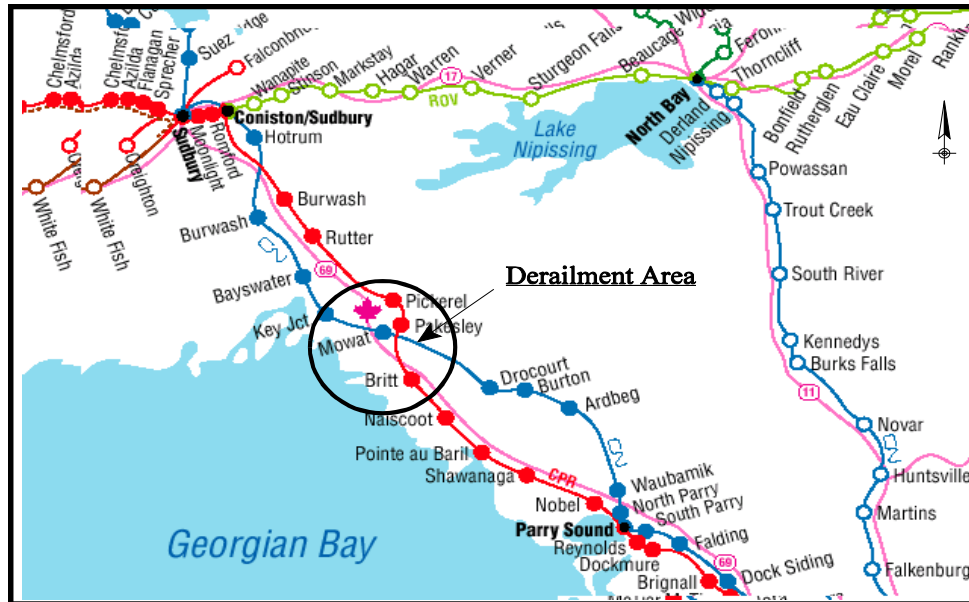 Chelmsford
Azilda
Chelmsf
Azilda
Flanagan
Sprecher
Suez
Falconbri
Wanapite
Stinson
Markstay
Hagar
Warren
17
ROV
Verner
Sturgeon Falls
Beaucage
Thorncliff
North Bay
Derland
Nipissing
Bonfield
Rutherglen
Eau Claire
Morel
Rankin
Lake
Nipissing
Coniston/Sudbury
Sudbury
Romford
Moonlight
Hotrum
White Fish
White Fish
Creighton
Burwash
Burwash
CN
Rutter
69
Bayswater
Derailment Area
Pickerel
Key Jct
Mowat
Pakesley
Britt
Drocourt
Burton
Ardbeg
Naiscoot
Pointe au Baril
Shawanaga
CPR
CN
Waubamik
North Parry
South Parry
Nobel
Parry Sound
Reynolds
Dockmure
Falding
69
Dock Siding
Brignall
Georgian Bay
Powassan
Trout Creek
South River
Kennedys
Burks Falls
11
Novar
CN
Huntsville
Martins
Falkenburg